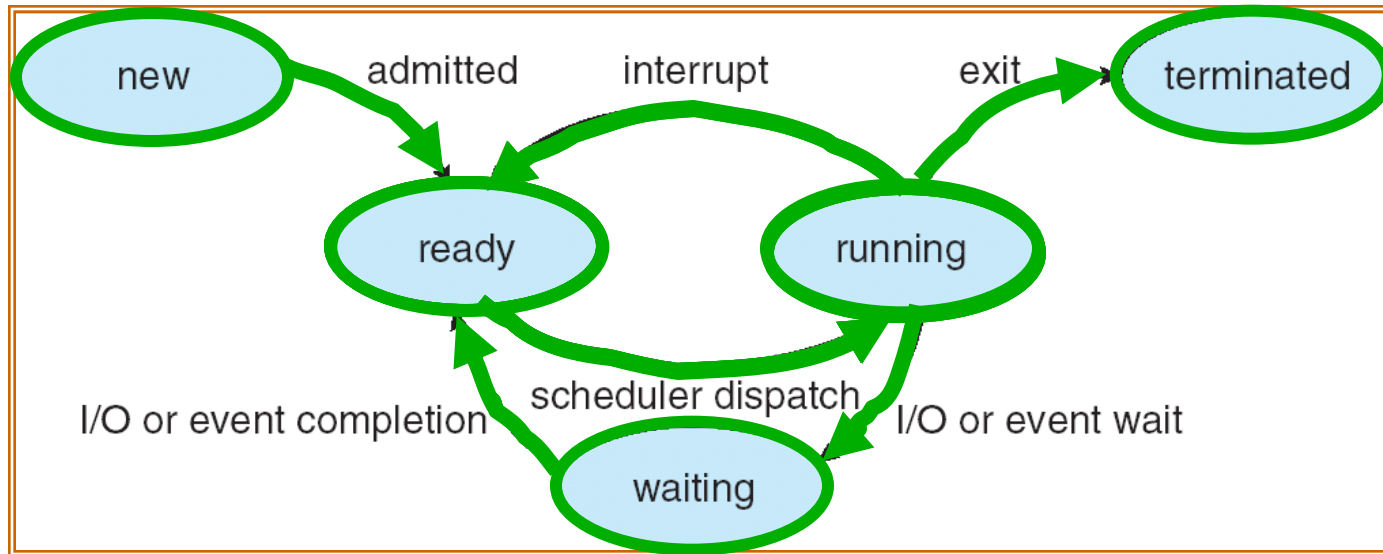 new
admitted
interrupt
exit
terminated
ready
running
scheduler dispatch
I/O or event completion
I/O or event wait
waiting